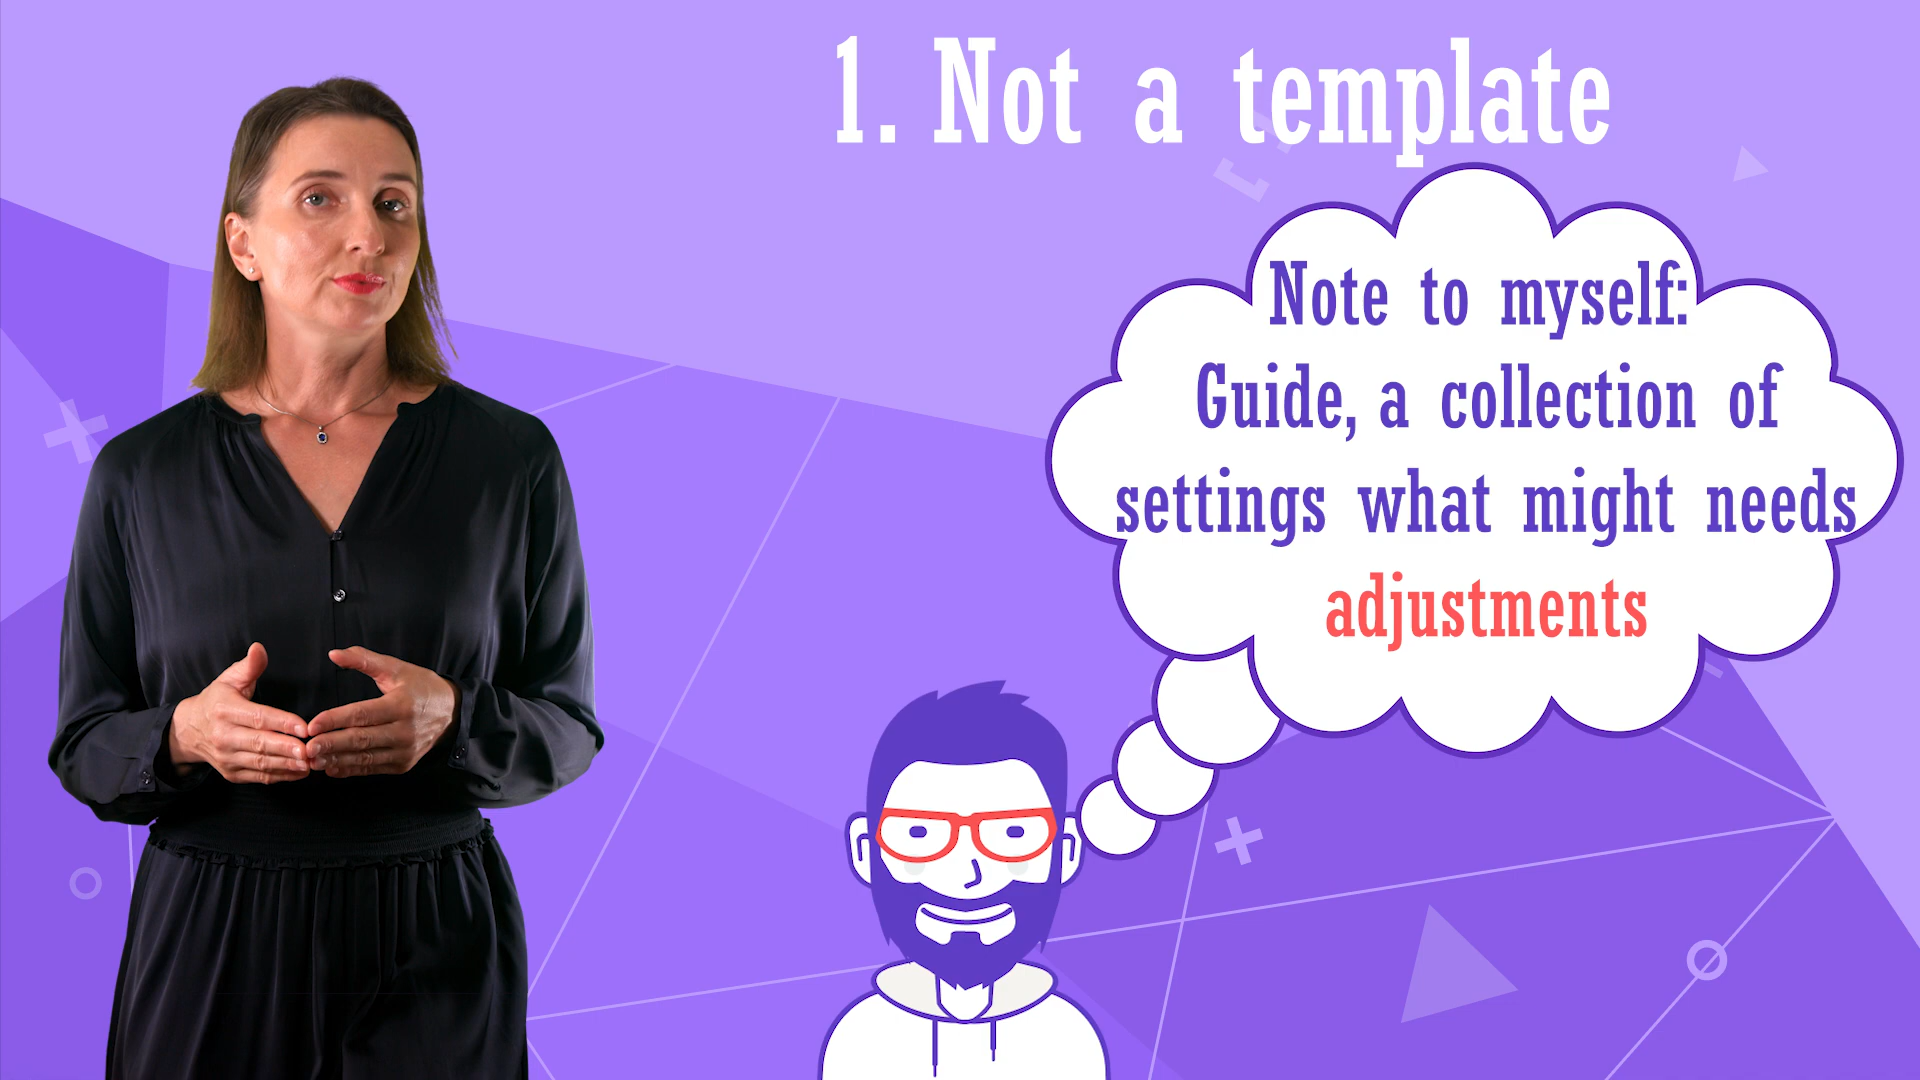 1. Not a template
Note to myself:
Guide, a collection of
settings what might needs
adjustments